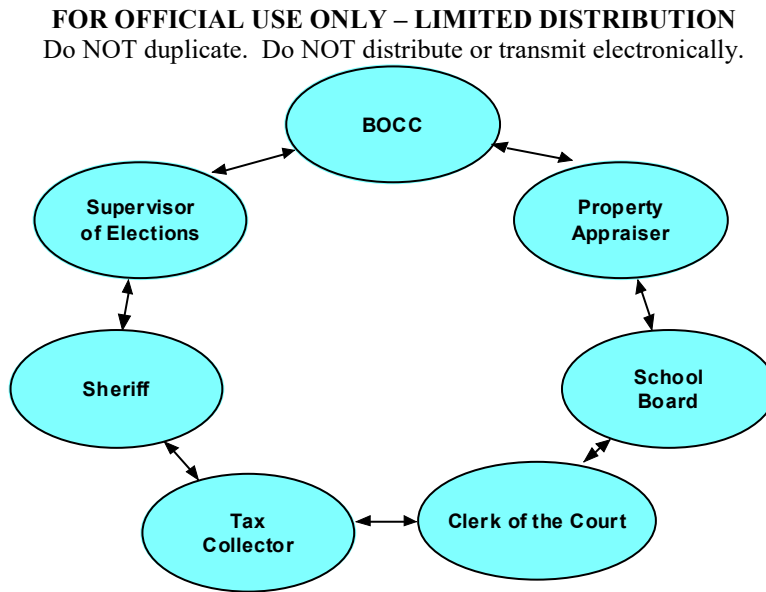 FOR OFFICIAL USE ONLY – LIMITED DISTRIBUTION
Do NOT duplicate.  Do NOT distribute or transmit electronically.
BOCC
Supervisor
of Elections
Property
Appraiser
Sheriff
School
Board
Tax
Collector
Clerk of the Court